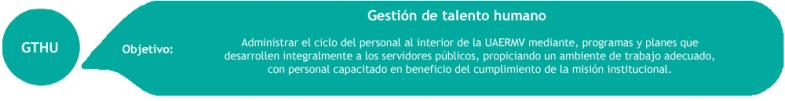 Gestión de talento humano
GTHU
Objetivo:
Administrar el ciclo del personal al interior de la UAERMV mediante, programas y planes que
desarrollen integralmente a los servidores públicos, propiciando un ambiente de trabajo adecuado,
con personal capacitado en beneficio del cumplimiento de la misión institucional.